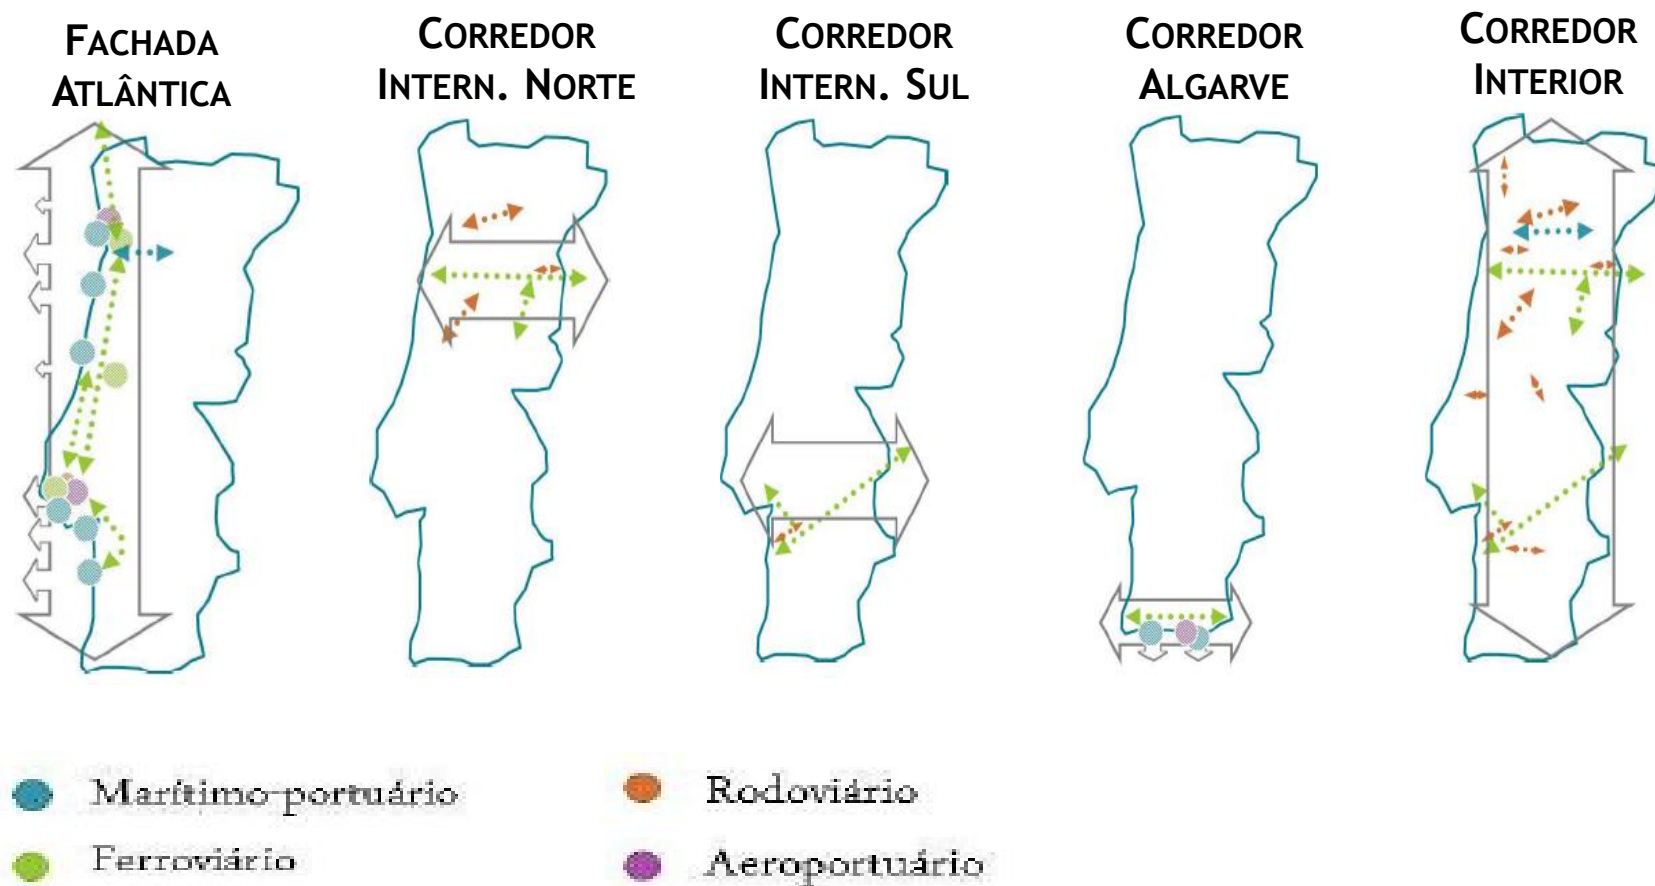 FACHADA
ATLÂNTICA
CORREDOR
INTERN. NORTE
CORREDOR
INTERN. SUL
CORREDOR
ALGARVE
CORREDOR
INTERIOR
Marítimo-portuário
Rodoviário
Ferroviário
Aeroportuário